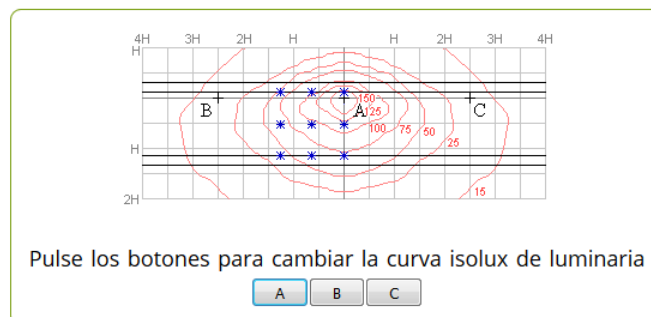 4H 2H H H 2H 3H 4H
H
B A C
150
125
100 75 50
25
H
15
2H
Pulse los botones para cambiar la curva isolux de luminaria
A B C